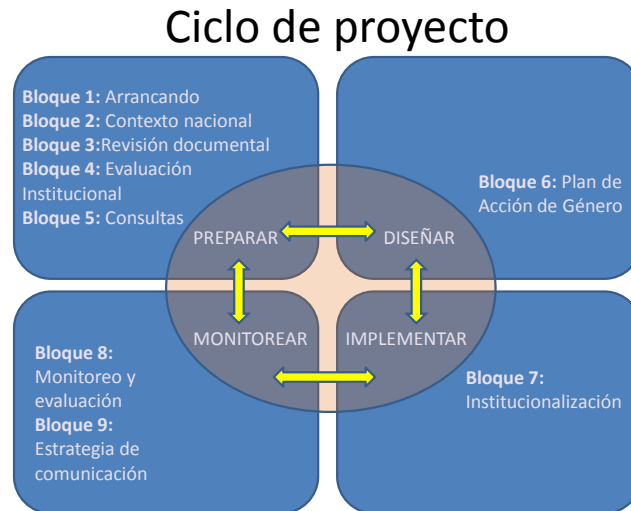 Ciclo de proyecto
Bloque 1: Arrancando
Bloque 2: Contexto nacional
Bloque 3:Revisión documental
Bloque 4: Evaluación
Institucional
Bloque 5: Consultas
Bloque 6: Plan de
Acción de Género
PREPARAR
DISEÑAR
MONITOREAR
IMPLEMENTAR
Bloque 8:
Monitoreo y
evaluación
Bloque 9:
Estrategia de
comunicación
Bloque 7:
Institucionalización